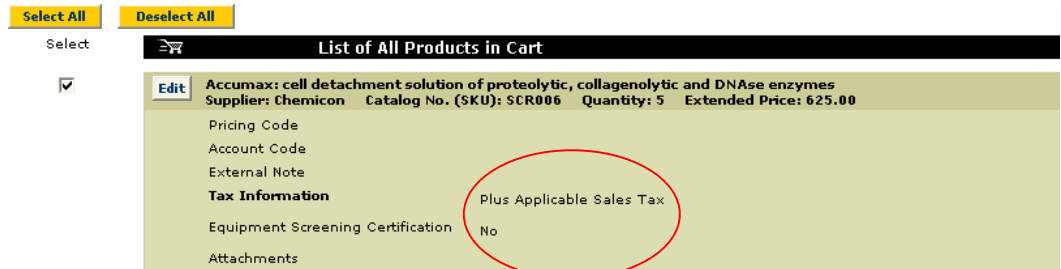 Select All Deselect All
Select List of All Products in Cart
Edit Accumax: cell detachment solution of proteolytic, collagenolytic and DNAse enzymes
Supplier: Chemicon Catalog No. (SKU): SCR006 Quantity: 5 Extended Price: 625.00
Pricing Code
Account Code
External Note
Tax Information Plus Applicable Sales Tax
Equipment Screening Certification No
Attachments